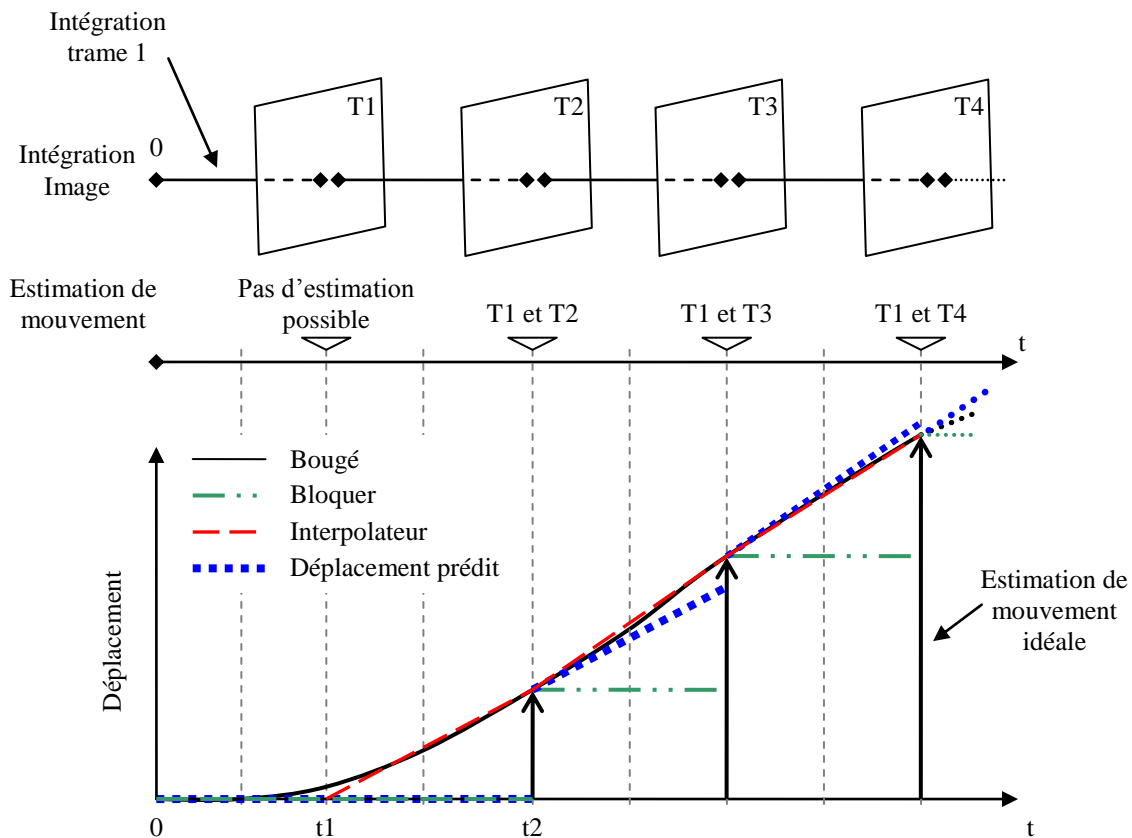 Intégration
trame 1
T1
T2
T3
T4
0
Intégration
Image
Estimation de
mouvement
Pas d’estimation
possible
T1 et T2
T1 et T3
T1 et T4
t
Bougé
Bloquer
Interpolateur
Déplacement prédit
Déplacement
Estimation de
mouvement
idéale
0
t1
t2
t